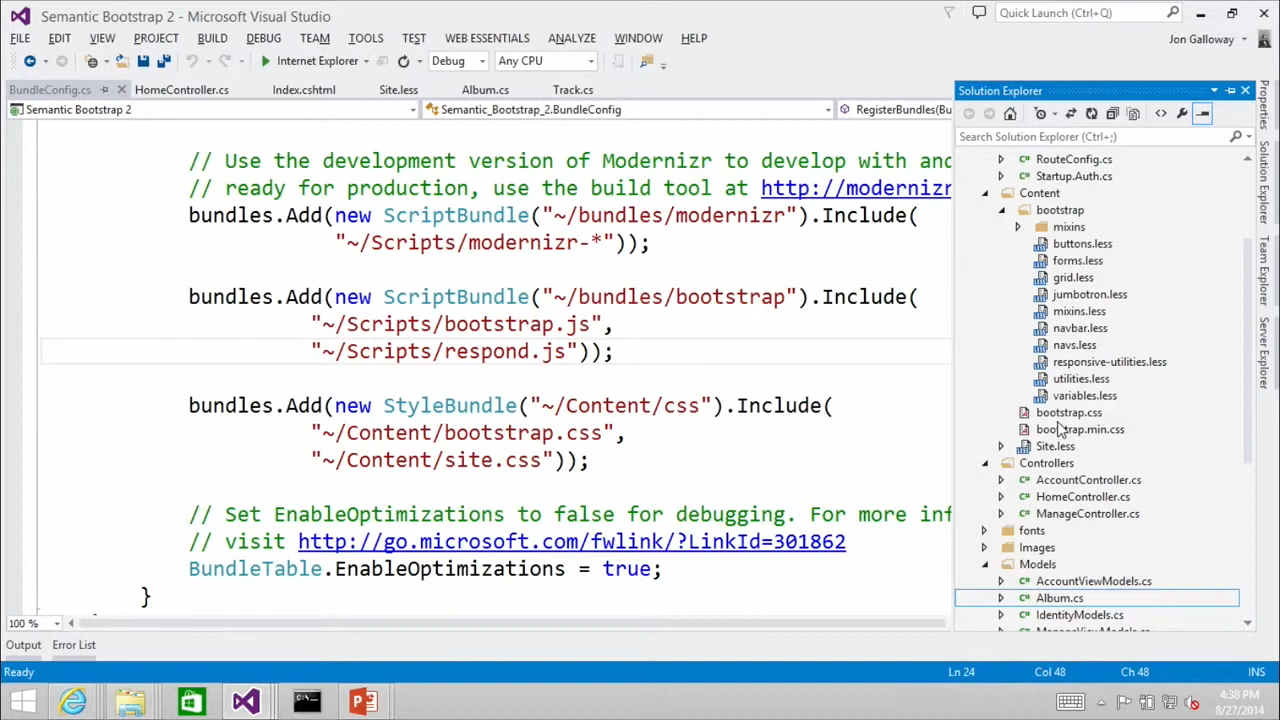 Semantic Bootstrap 2 - Microsoft Visual Studio
Quick Launch (Ctrl+Q)
FILE EDIT VIEW PROJECT BUILD DEBUG TEAM TOOLS TEST WEB ESSENTIALS ANALYZE WINDOW HELP
Jon Galloway
Internet Explorer Debug Any CPU
BundleConfig.cs HomeController.cs Index.cshtml Site.less Album.cs Track.cs
Semantic Bootstrap 2 Semantic_Bootstrap_2.BundleConfig RegisterBundles(Bu
// Use the development version of Modernizr to develop with and
// ready for production, use the build tool at http://modernizr
bundles.Add(new ScriptBundle("~/bundles/modernizr").Include(
"~/Scripts/modernizr-*"));
bundles.Add(new ScriptBundle("~/bundles/bootstrap").Include(
"~/Scripts/bootstrap.js",
"~/Scripts/respond.js"));
bundles.Add(new StyleBundle("~/Content/css").Include(
"~/Content/bootstrap.css",
"~/Content/site.css"));
// Set EnableOptimizations to false for debugging. For more inf
// visit http://go.microsoft.com/fwlink/?LinkId=301862
BundleTable.EnableOptimizations = true;
}
100 %
Solution Explorer
Search Solution Explorer (Ctrl+;)
RouteConfig.cs
Startup.Auth.cs
Content
bootstrap
mixins
buttons.less
forms.less
grid.less
jumbotron.less
mixins.less
navbar.less
navs.less
responsive-utilities.less
utilities.less
variables.less
bootstrap.css
bootstrap.min.css
Site.less
Controllers
AccountController.cs
HomeController.cs
ManageController.cs
fonts
Images
Models
AccountViewModels.cs
Album.cs
IdentityModels.cs
ManageViewModels.cs
Properties
Solution Explorer
Team Explorer
Server Explorer
Output Error List
Ready Ln 24 Col 48 Ch 48 INS
4:38 PM
8/27/2014